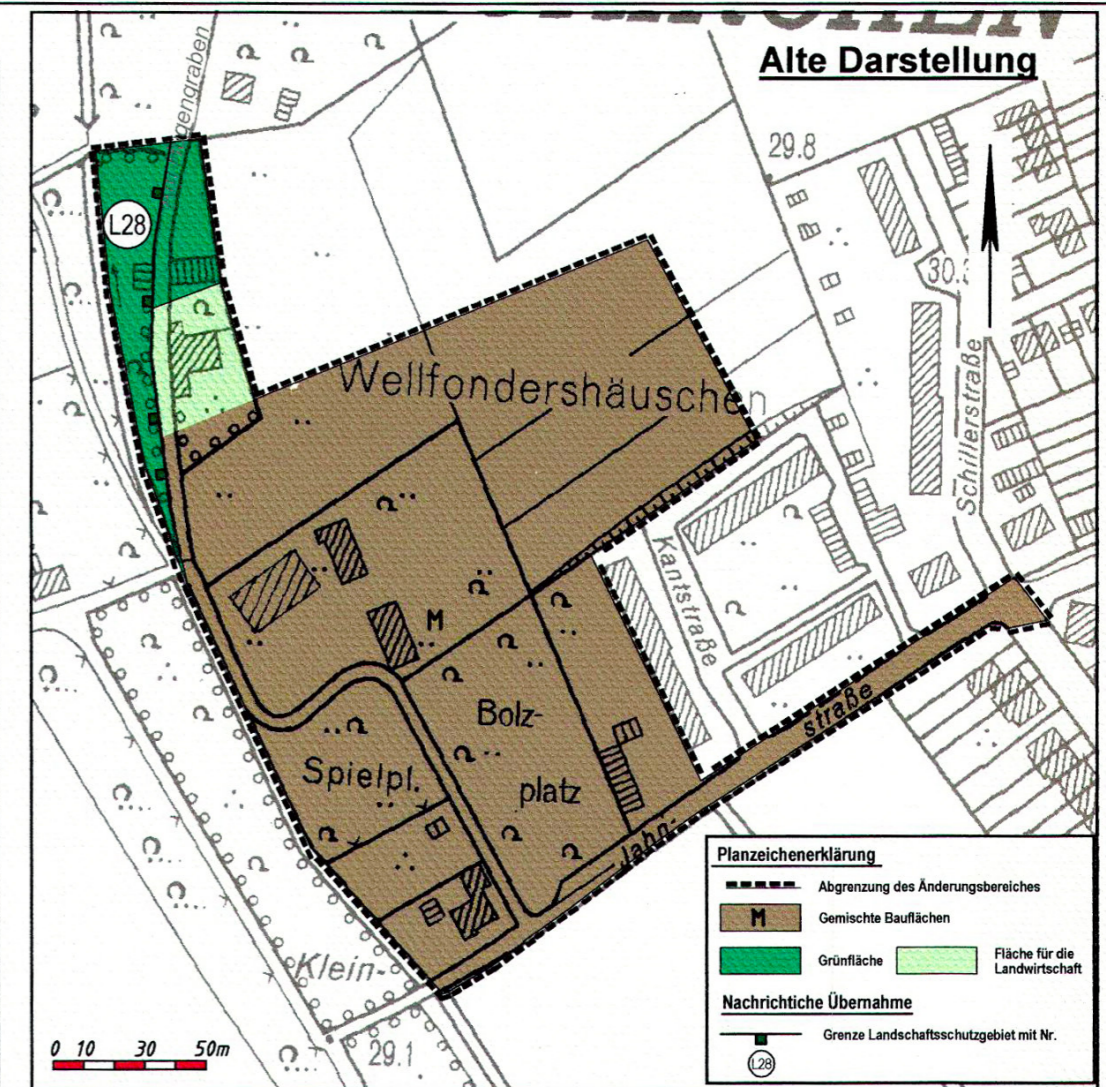 Alte Darstellung
29.8
L28
30.
Wellfondershäuschen
Schillerstraße
Kantstraße
M
Bolz-
platz
Spielpl.
Jahn-
straße
Klein-
29.1
0 10 30 50m
Planzeichenerklärung
Abgrenzung des Änderungsbereiches
M
Gemischte Bauflächen
Grünfläche
Fläche für die
Landwirtschaft
Nachrichtiche Übernahme
Grenze Landschaftsschutzgebiet mit Nr.
L28